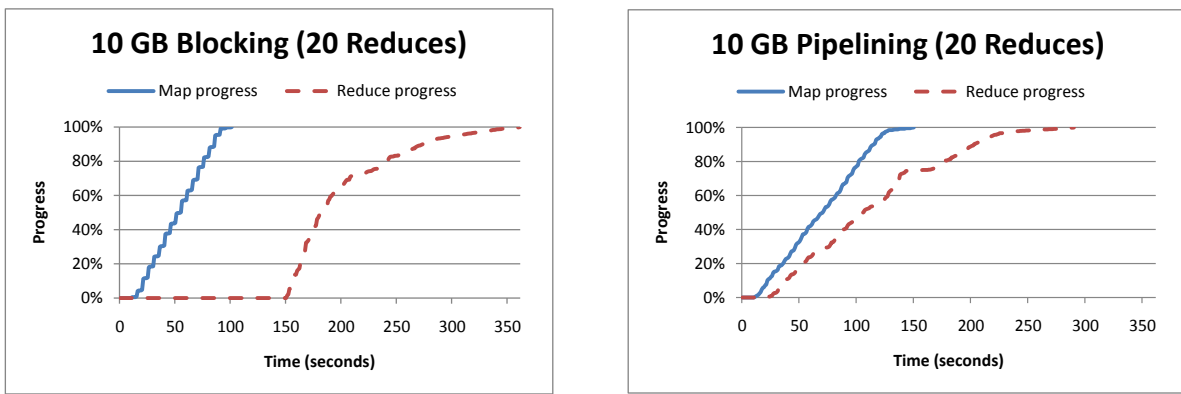 10 GB Blocking (20 Reduces)
Map progress
Reduce progress
100%
80%
60%
40%
20%
0%
Progress
0 50 100 150 200 250 300 350
Time (seconds)
10 GB Pipelining (20 Reduces)
Map progress
Reduce progress
100%
80%
60%
40%
20%
0%
Progress
0 50 100 150 200 250 300 350
Time (seconds)